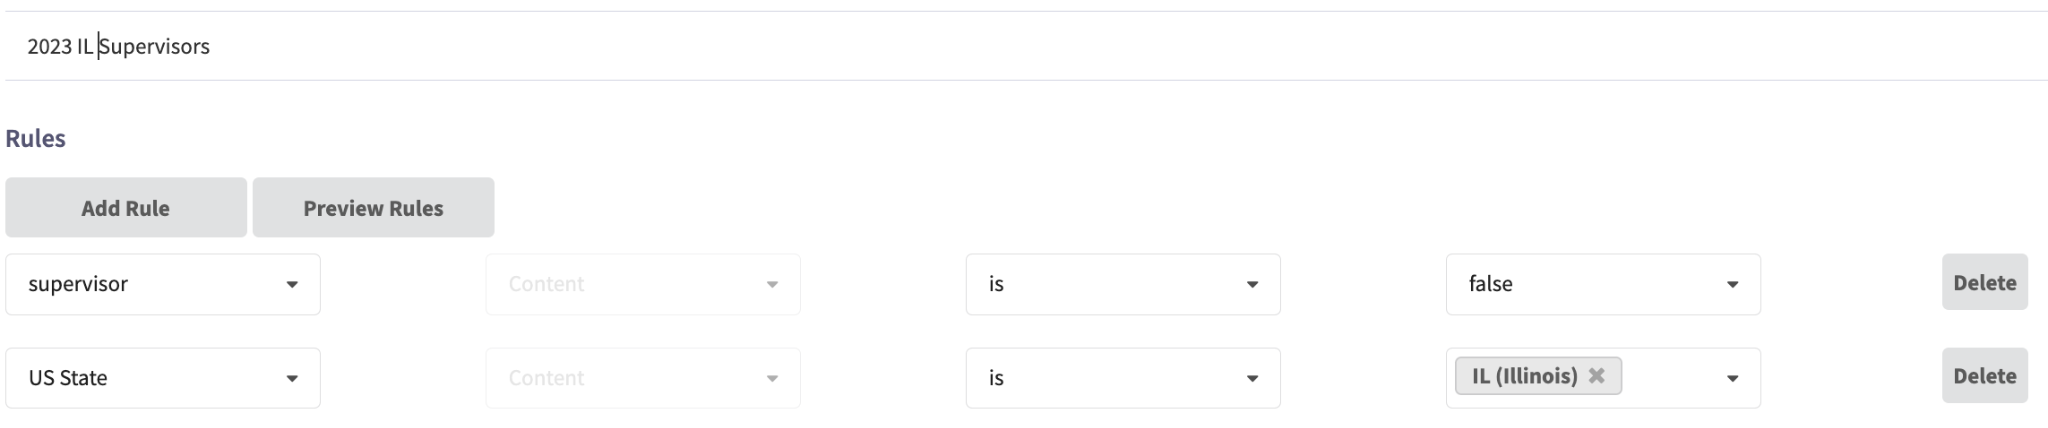 2023 IL Supervisors
Rules
Add Rule Preview Rules
supervisor Content is false Delete
US State Content is IL (Illinois) Delete